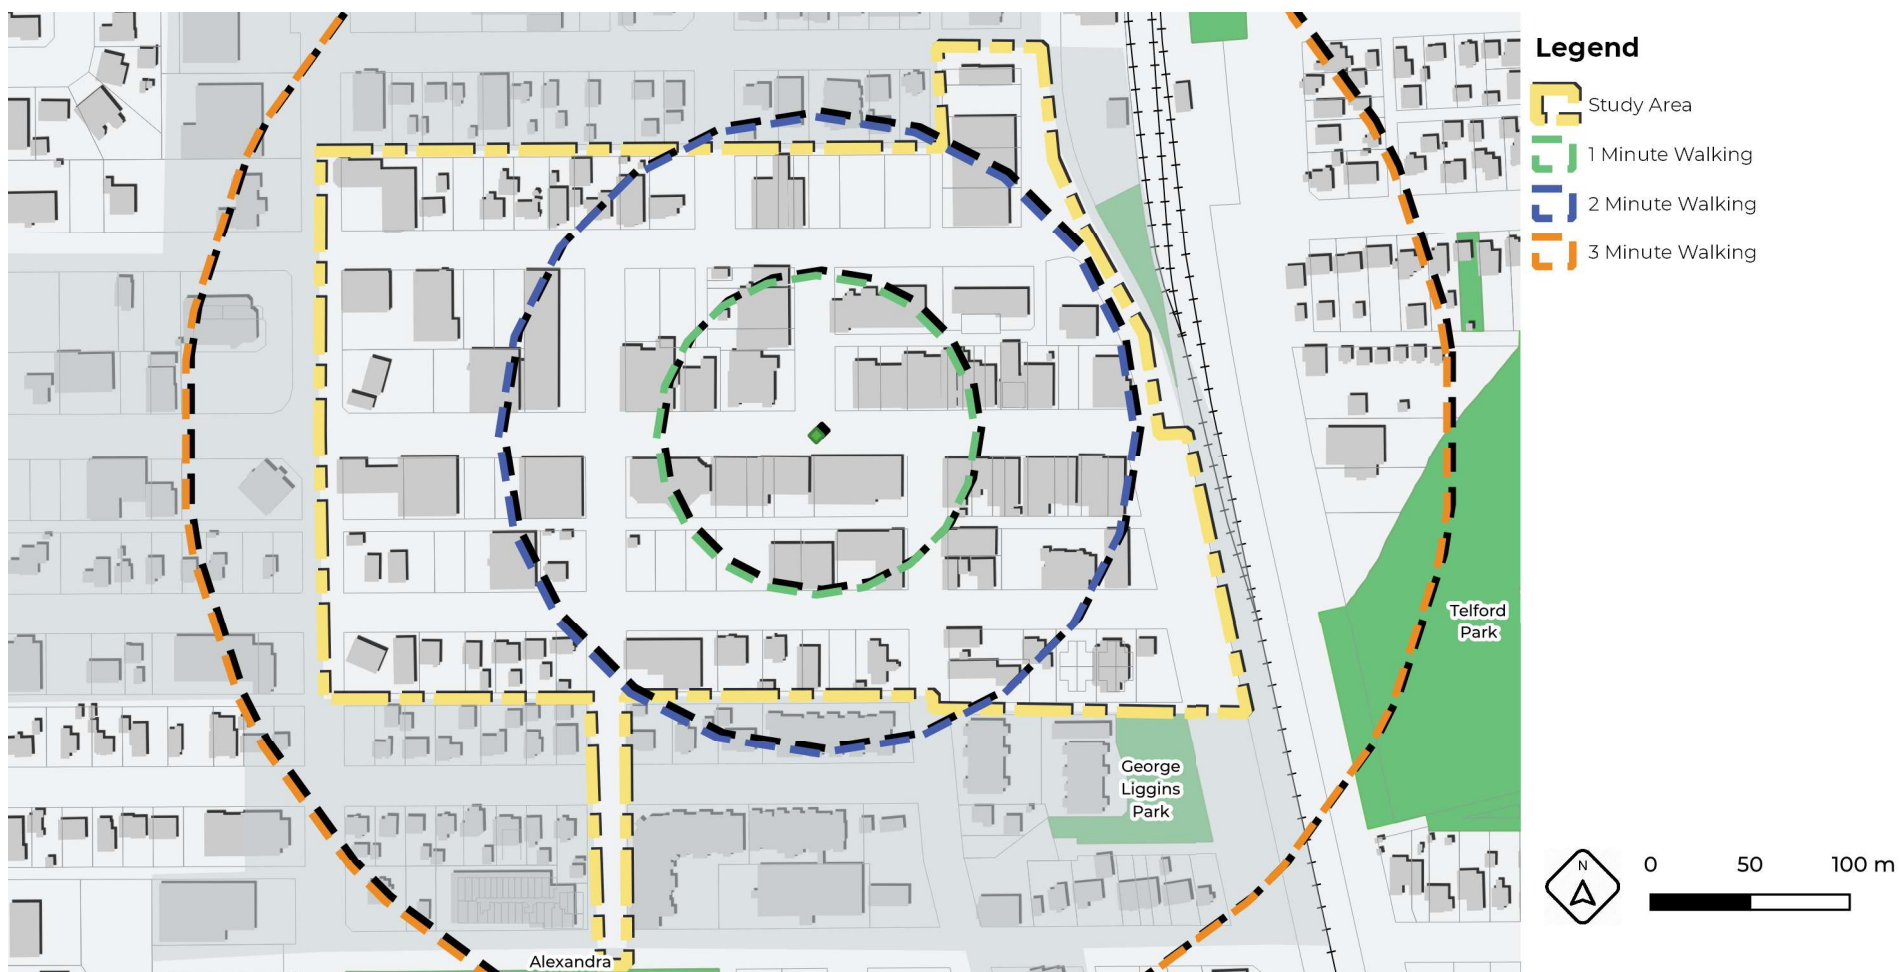 Legend
Study Area
1 Minute Walking
2 Minute Walking
3 Minute Walking
Telford
Park
George
Liggins
Park
Alexandra
N
0 50 100 m